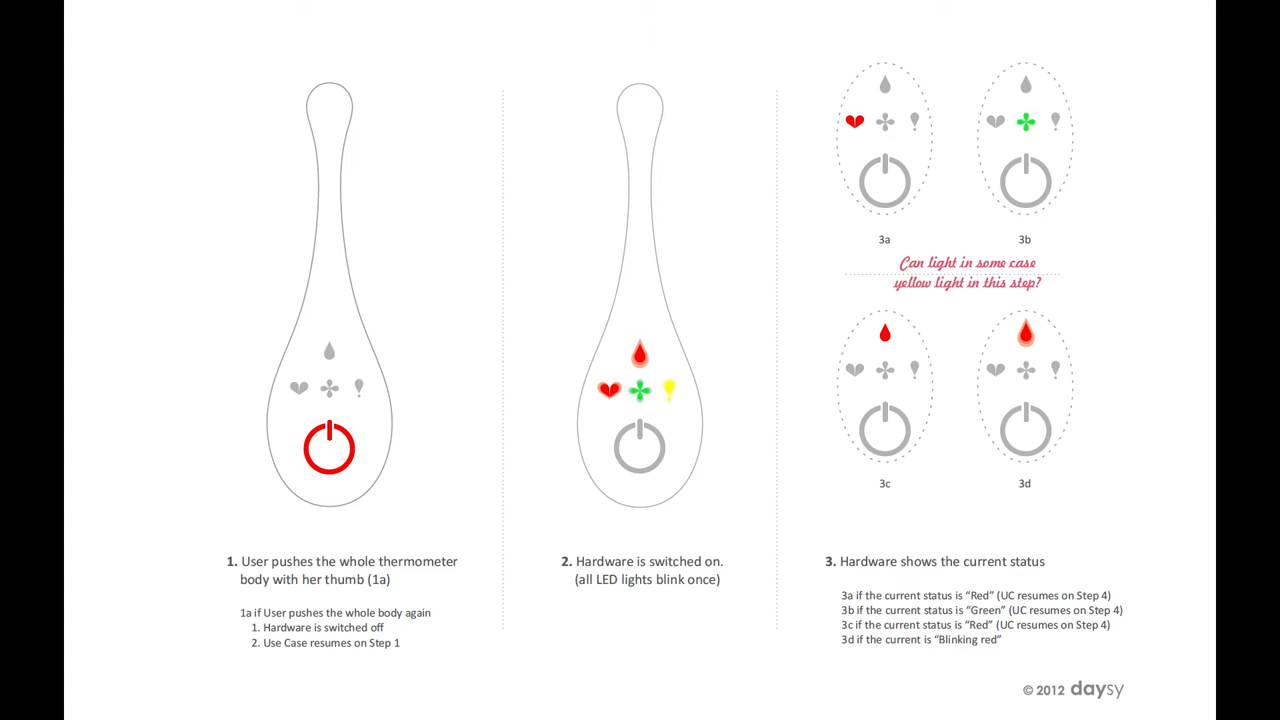 3a
3b
Can light in some case
yellow light in this step?
3c
3d
1. User pushes the whole thermometer
body with her thumb (1a)
1a if User pushes the whole body again
1. Hardware is switched off
2. Use Case resumes on Step 1
2. Hardware is switched on.
(all LED lights blink once)
3. Hardware shows the current status
3a if the current status is “Red” (UC resumes on Step 4)
3b if the current status is “Green” (UC resumes on Step 4)
3c if the current status is “Red” (UC resumes on Step 4)
3d if the current is “Blinking red”
© 2012 daysy